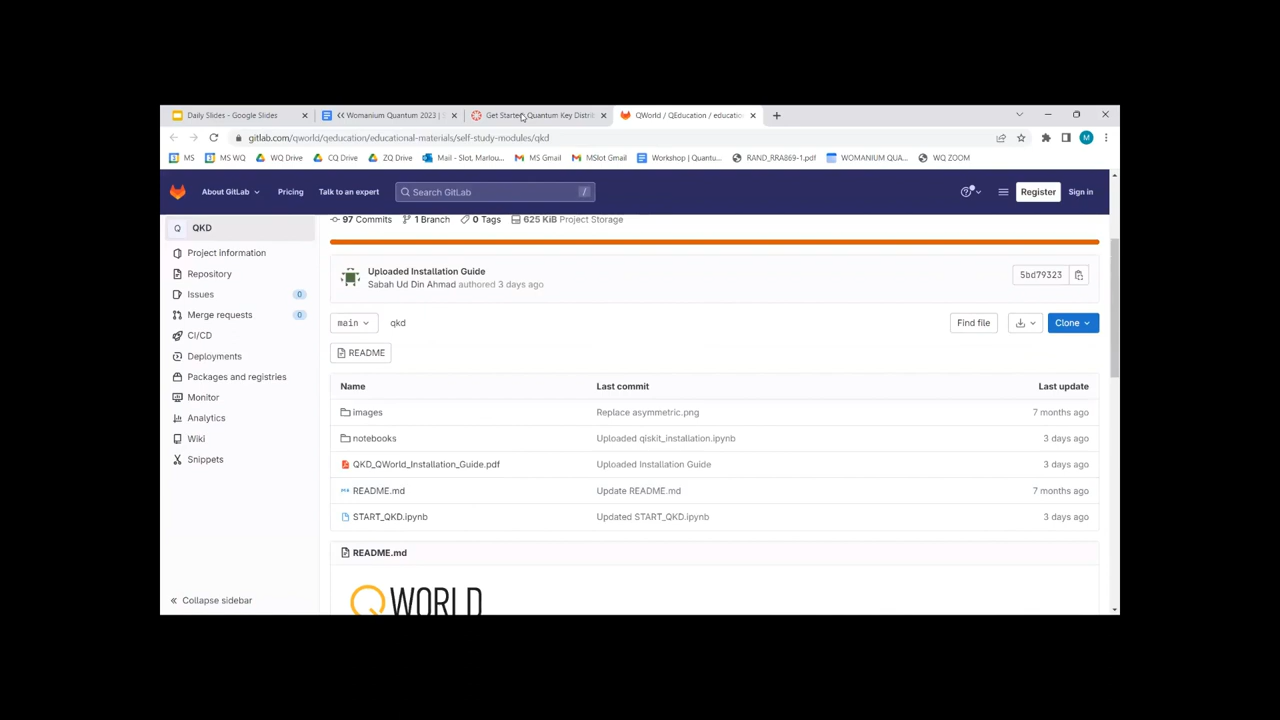 Daily Slides - Google Slides
<< Womanium Quantum 2023 |
Get Started: Quantum Key Distrib
QWorld / QEducation / educatio
gitlab.com/qworld/qeducation/educational-materials/self-study-modules/qkd
M
MS
MS WQ
WQ Drive
CQ Drive
ZQ Drive
Mail - Slot, Marlou...
MS Gmail
MSlot Gmail
Workshop | Quantu...
RAND_RRA869-1.pdf
WOMANIUM QUA...
WQ ZOOM
About GitLab
Pricing
Talk to an expert
Search GitLab
/
Register
Sign in
Q QKD
Project information
Repository
Issues 0
Merge requests 0
CI/CD
Deployments
Packages and registries
Monitor
Analytics
Wiki
Snippets
<< Collapse sidebar
97 Commits 1 Branch 0 Tags 625 KiB Project Storage
Uploaded Installation Guide
Sabah Ud Din Ahmad authored 3 days ago
5bd79323
main qkd
Find file
Clone
README
Name Last commit Last update
images Replace asymmetric.png 7 months ago
notebooks Uploaded qiskit_installation.ipynb 3 days ago
QKD_QWorld_Installation_Guide.pdf Uploaded Installation Guide 3 days ago
README.md Update README.md 7 months ago
START_QKD.ipynb Updated START_QKD.ipynb 3 days ago
README.md
QWORLD